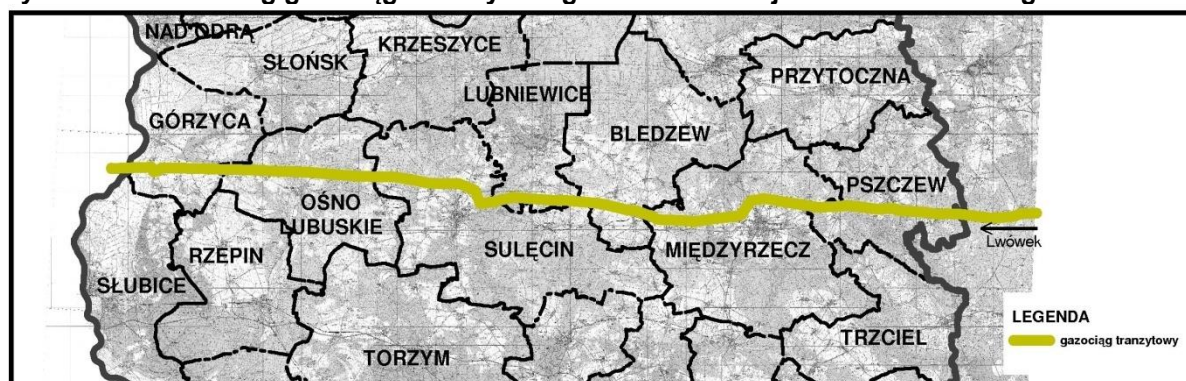 NAD ODRĄ
SŁOŃSK
KRZESZYCE
LUBNIEWICE
PRZYTOCZNA
GÓRZYCA
BLEDZEW
PSZCZEW
OŚNO
LUBUSKIE
RZEPIN
SULĘCIN
MIĘDZYRZECZ
Lwówek
SŁUBICE
TORZYM
TRZCIEL
LEGENDA
gazociąg tranzytowy